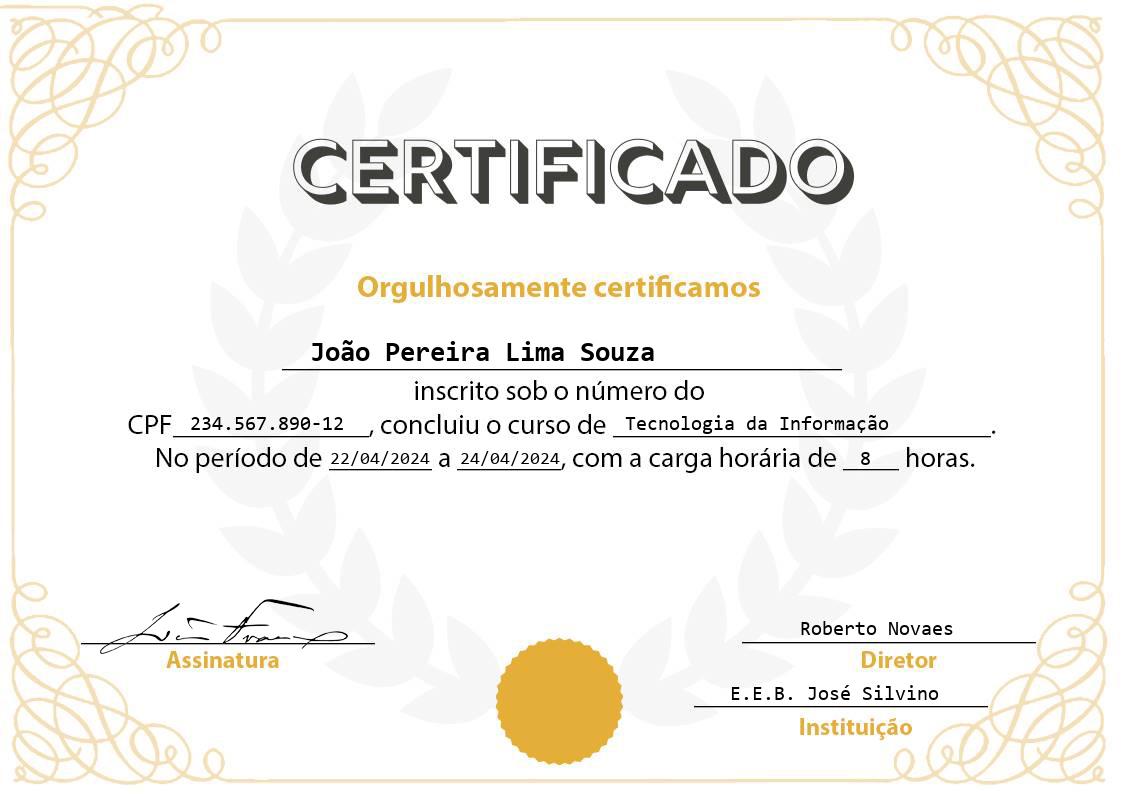 CERTIFICADO
Orgulhosamente certificamos
João Pereira Lima Souza
inscrito sob o número do
CPF 234.567.890-12, concluiu o curso de Tecnologia da Informação.
No período de 22/04/2024 a 24/04/2024, com a carga horária de 8 horas.
Assinatura
Roberto Novaes
Diretor
E.E.B. José Silvino
Instituição